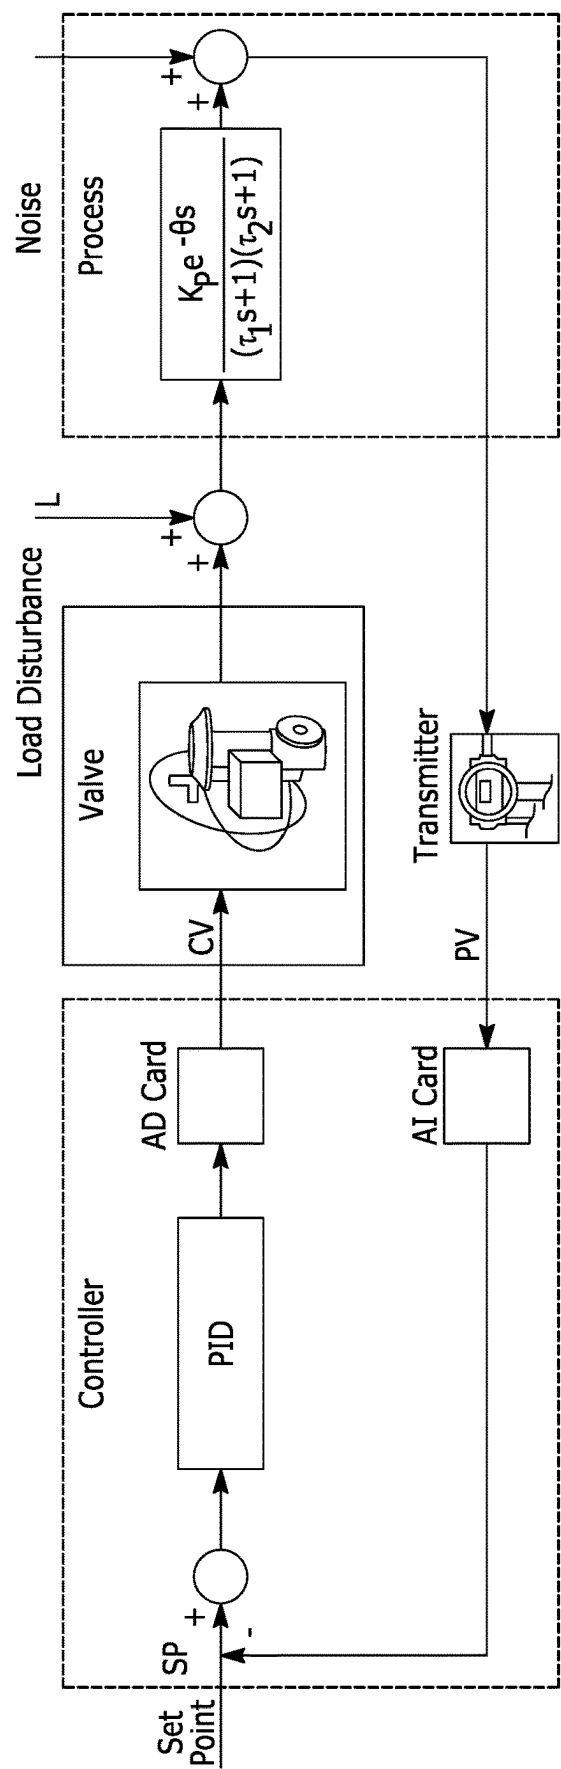 Set
Point
SP
+
-
Controller
PID
AD Card
AI Card
CV
PV
Valve
Transmitter
Load Disturbance
L
+
+
Process
Kpe^-θs
(τ1s+1)(τ2s+1)
Noise
+
+